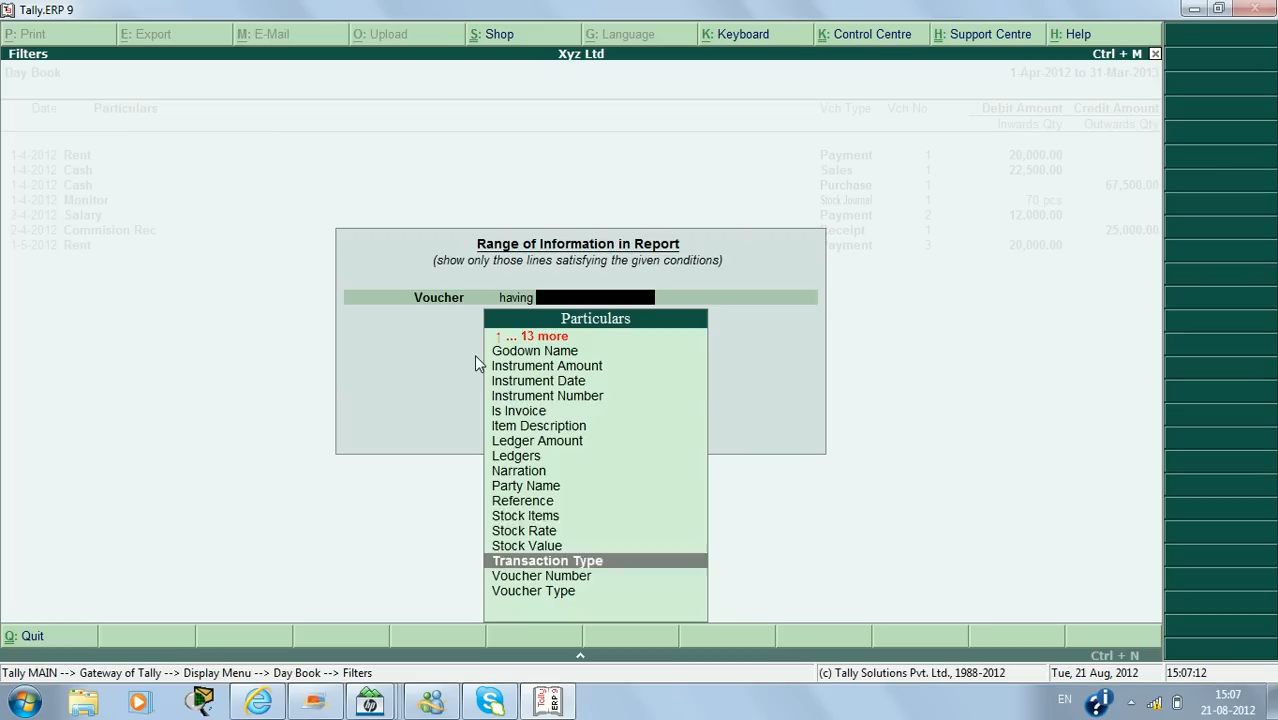 Tally.ERP 9
P: Print E: Export M: E-Mail O: Upload S: Shop G: Language K: Keyboard K: Control Centre H: Support Centre H: Help
Filters Xyz Ltd Ctrl + M
Day Book 1-Apr-2012 to 31-Mar-2013
Date Particulars Vch Type Vch No Debit Amount Credit Amount
Inwards Qty Outwards Qty
1-4-2012 Rent Payment 1 20,000.00
1-4-2012 Cash Sales 1 22,500.00
1-4-2012 Cash Purchase 1 67,500.00
1-4-2012 Monitor Stock Journal 1 70 pcs
2-4-2012 Salary Payment 2 12,000.00
2-4-2012 Commision Rec Receipt 1 25,000.00
1-5-2012 Rent Payment 3 20,000.00
Range of Information in Report
(show only those lines satisfying the given conditions)
Voucher having
Particulars
↑ ... 13 more
Godown Name
Instrument Amount
Instrument Date
Instrument Number
Is Invoice
Item Description
Ledger Amount
Ledgers
Narration
Party Name
Reference
Stock Items
Stock Rate
Stock Value
Transaction Type
Voucher Number
Voucher Type
Q: Quit
Ctrl + N
Tally MAIN --> Gateway of Tally --> Display Menu --> Day Book --> Filters (c) Tally Solutions Pvt. Ltd., 1988-2012 Tue, 21 Aug, 2012 15:07:12
EN 15:07
21-08-2012